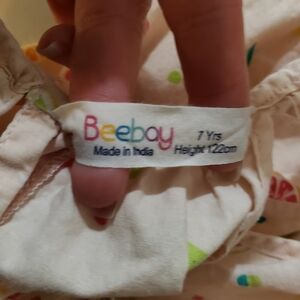 Beebay
Made in India
7 Yrs
Height 122cm